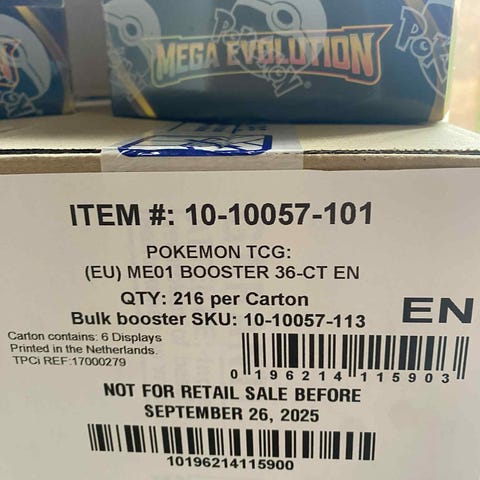 MEGA EVOLUTION
ITEM #: 10-10057-101
POKEMON TCG:
(EU) ME01 BOOSTER 36-CT EN
QTY: 216 per Carton
Bulk booster SKU: 10-10057-113
EN
Carton contains: 6 Displays
Printed in the Netherlands.
TPCi REF:17000279
0 196214 115903
NOT FOR RETAIL SALE BEFORE
SEPTEMBER 26, 2025
10196214115900